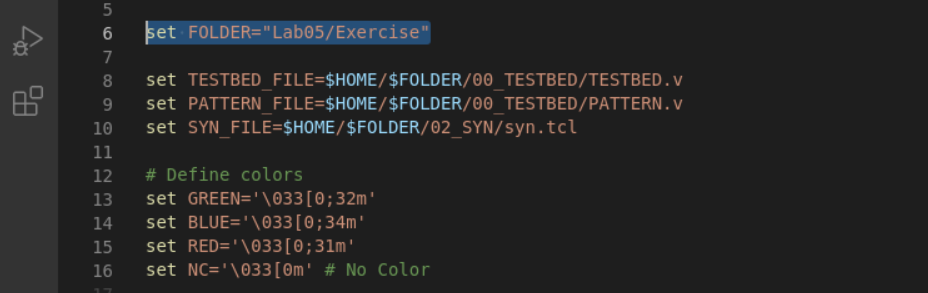 5
6 set FOLDER="Lab05/Exercise"
7
8 set TESTBED_FILE=$HOME/$FOLDER/00_TESTBED/TESTBED.v
9 set PATTERN_FILE=$HOME/$FOLDER/00_TESTBED/PATTERN.v
10 set SYN_FILE=$HOME/$FOLDER/02_SYN/syn.tcl
11
12 # Define colors
13 set GREEN='\033[0;32m'
14 set BLUE='\033[0;34m'
15 set RED='\033[0;31m'
16 set NC='\033[0m' # No Color
17